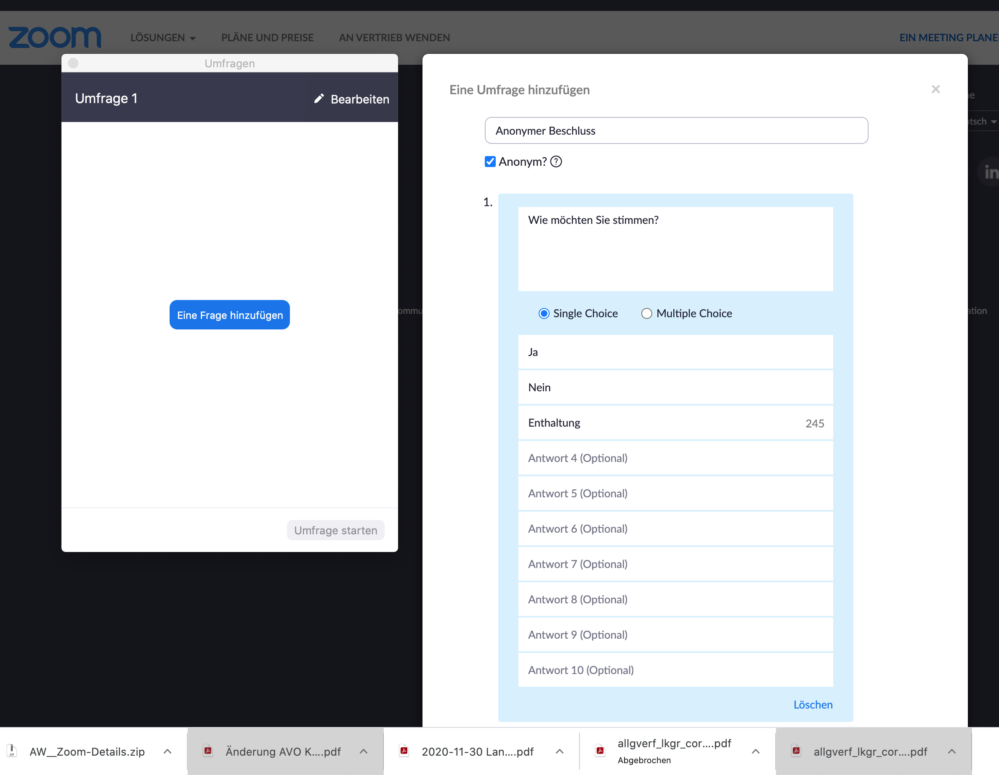 zoom
LÖSUNGEN
PLÄNE UND PREISE
AN VERTRIEB WENDEN
EIN MEETING
Umfragen
Umfrage 1
Bearbeiten
Eine Frage hinzufügen
Umfrage starten
Eine Umfrage hinzufügen
×
Anonymer Beschluss
Anonym? ?
1.
Wie möchten Sie stimmen?
Single Choice
Multiple Choice
Ja
Nein
Enthaltung 245
Antwort 4 (Optional)
Antwort 5 (Optional)
Antwort 6 (Optional)
Antwort 7 (Optional)
Antwort 8 (Optional)
Antwort 9 (Optional)
Antwort 10 (Optional)
Löschen
in
ZIP
AW__Zoom-Details.zip
Änderung AVO K....pdf
2020-11-30 Lan....pdf
allgverf_lkgr_cor....pdf
Abgebrochen
allgverf_lkgr_cor....pdf